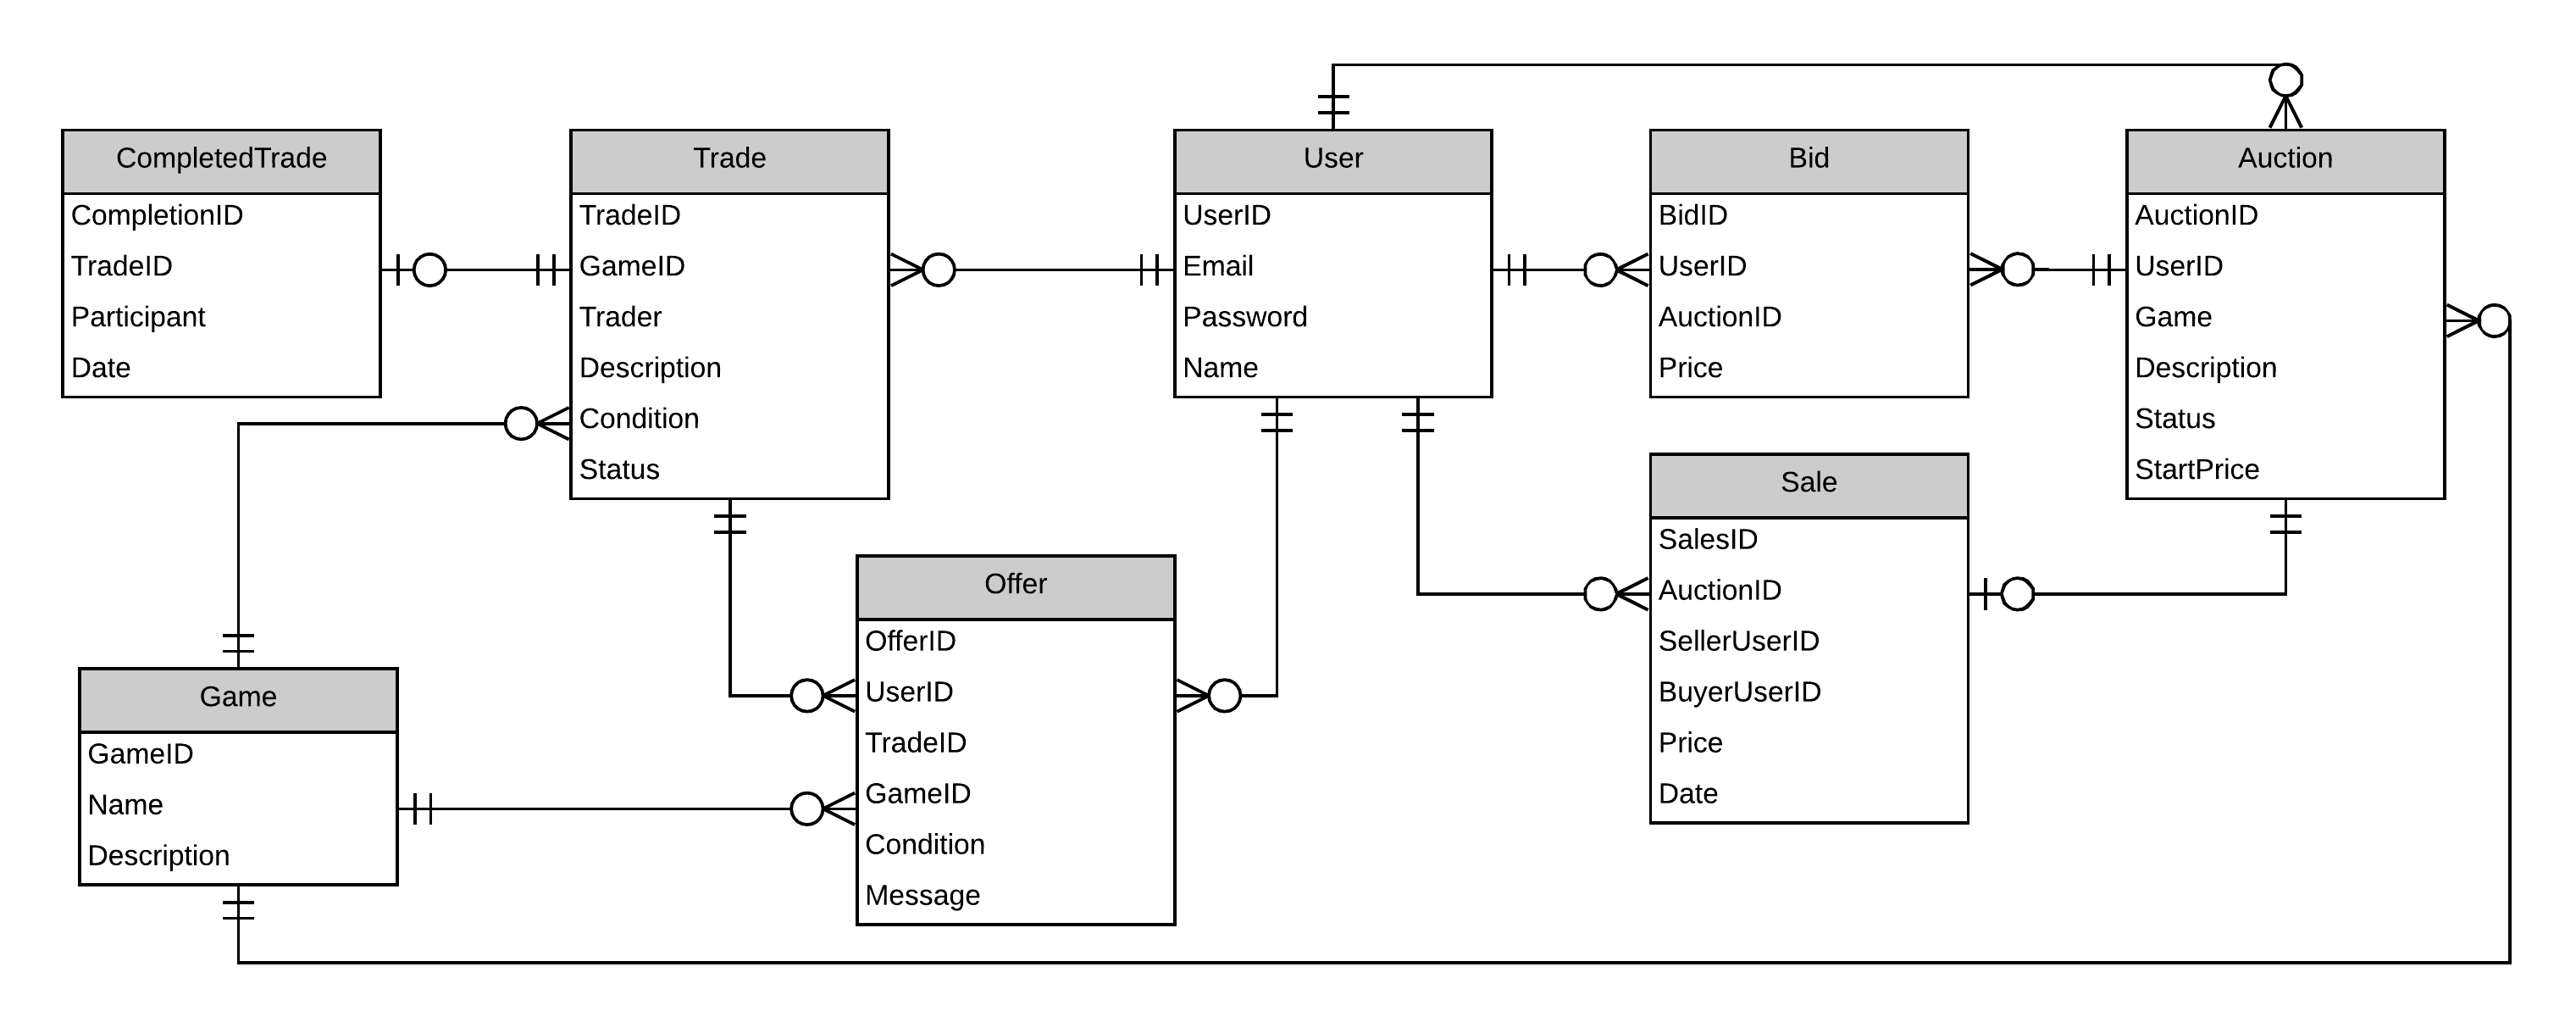 CompletedTrade
CompletionID
TradeID
Participant
Date
Trade
TradeID
GameID
Trader
Description
Condition
Status
User
UserID
Email
Password
Name
Bid
BidID
UserID
AuctionID
Price
Auction
AuctionID
UserID
Game
Description
Status
StartPrice
Sale
SalesID
AuctionID
SellerUserID
BuyerUserID
Price
Date
Offer
OfferID
UserID
TradeID
GameID
Condition
Message
Game
GameID
Name
Description